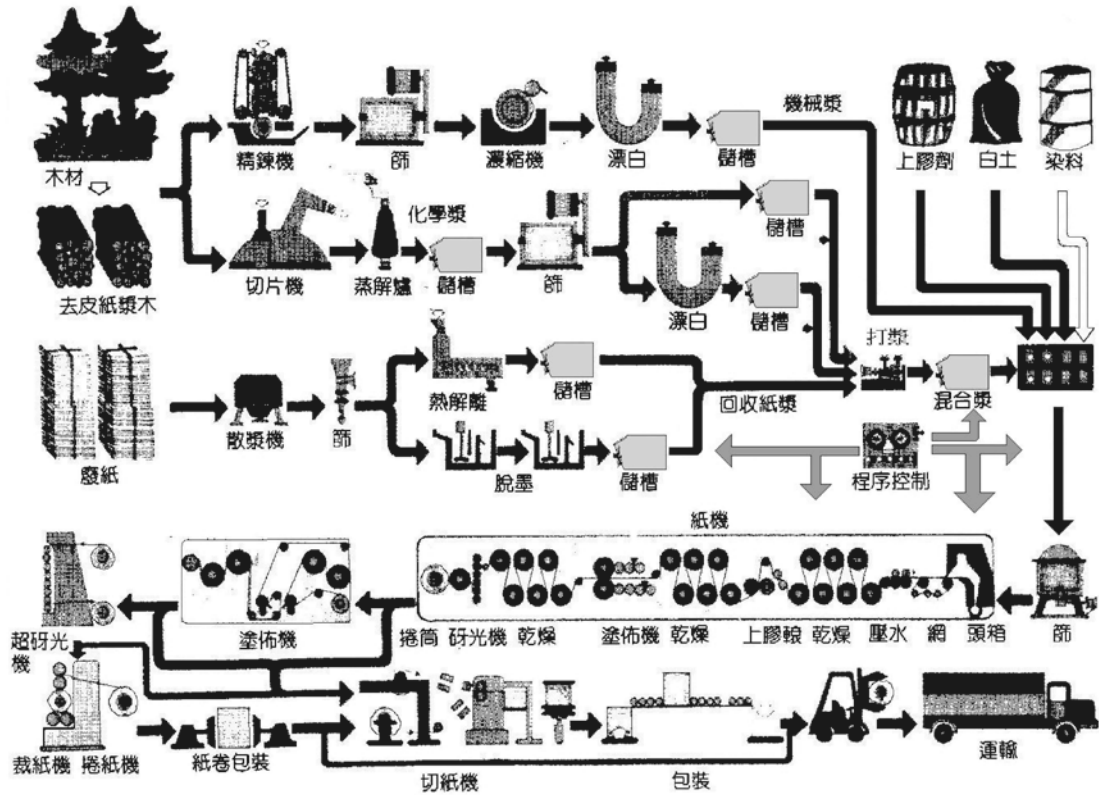 木材
精鍊機
篩
濃縮機
漂白
儲槽
機械漿
上膠劑
白土
染料
去皮紙漿木
切片機
蒸解爐
化學漿
儲槽
篩
儲槽
漂白
儲槽
打漿
混合漿
廢紙
散漿機
篩
熱解離
儲槽
脫墨
儲槽
回收紙漿
程序控制
紙機
超砑光機
塗佈機
捲筒 砑光機 乾燥 塗佈機 乾燥 上膠輥 乾燥 壓水 網 頭箱
篩
裁紙機 捲紙機
紙卷包裝
切紙機
包裝
運輸